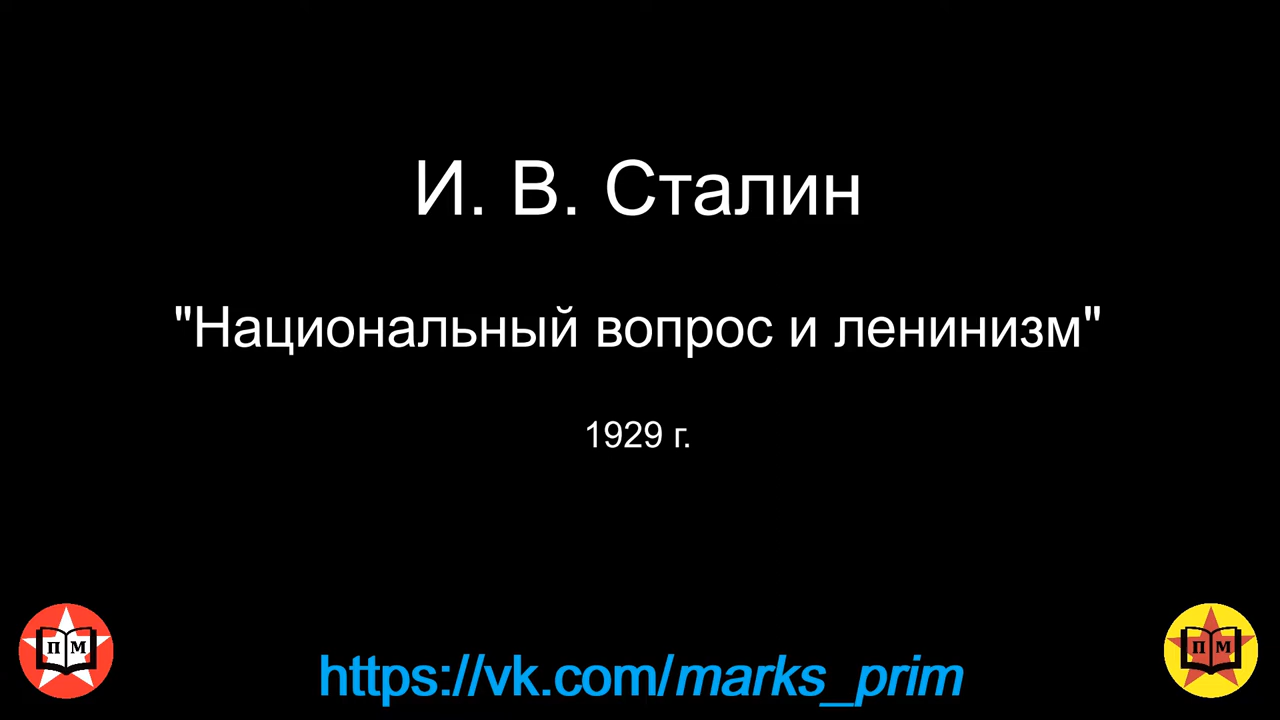 И. В. Сталин
"Национальный вопрос и ленинизм"
1929 г.
П М
https://vk.com/marks_prim
П М